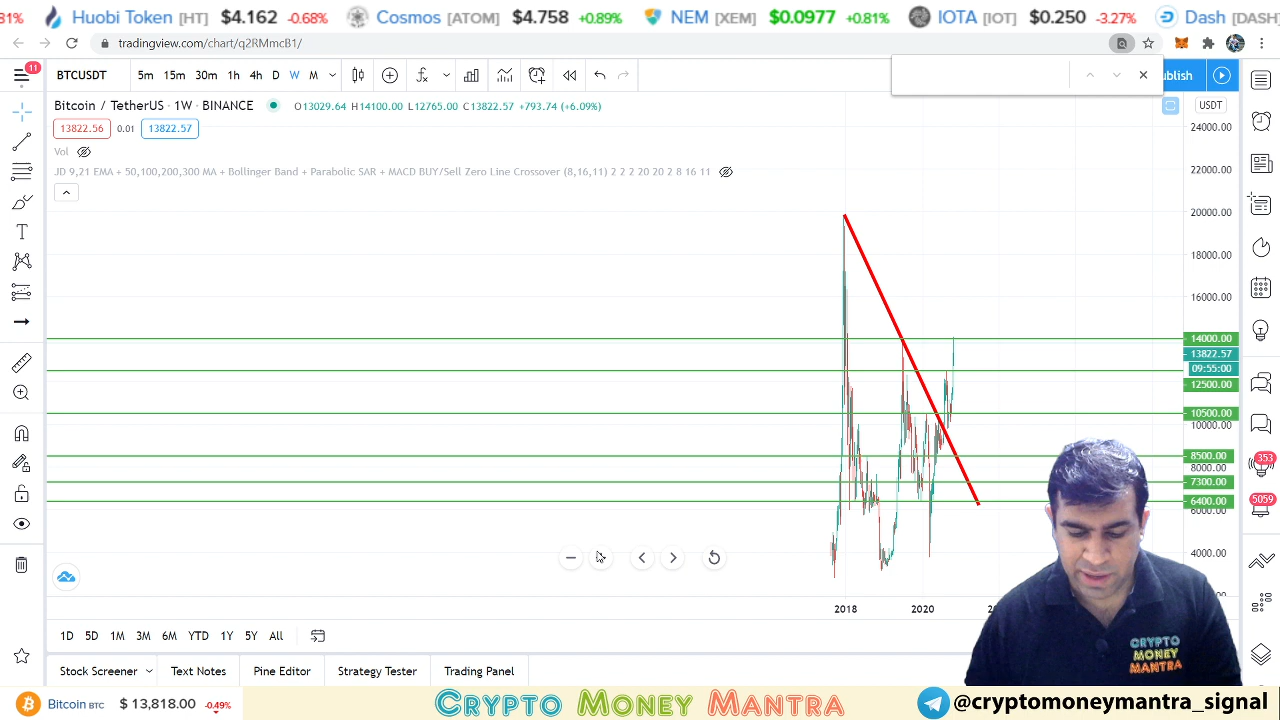 81%
Huobi Token [HT] $4.162 -0.68%
Cosmos [ATOM] $4.758 +0.89%
NEM [XEM] $0.0977 +0.81%
IOTA [IOT] $0.250 -3.27%
Dash [DASH]
tradingview.com/chart/q2RMmcB1/
11
BTCUSDT 5m 15m 30m 1h 4h D W M
ublish
Bitcoin / TetherUS · 1W · BINANCE O13029.64 H14100.00 L12765.00 C13822.57 +793.74 (+6.09%)
USDT
13822.56 0.01 13822.57
Vol
JD 9,21 EMA + 50,100,200,300 MA + Bollinger Band + Parabolic SAR + MACD BUY/Sell Zero Line Crossover (8,16,11) 2 2 2 20 20 2 8 16 11
24000.00
22000.00
20000.00
18000.00
16000.00
14000.00
13822.57
09:55:00
12500.00
10500.00
10000.00
8500.00
8000.00
7300.00
6400.00
6000.00
4000.00
353
5059
2018 2020
1D 5D 1M 3M 6M YTD 1Y 5Y All
Stock Screener Text Notes Pine Editor Strategy Tester Panel
CRYPTO
MONEY
MANTRA
Bitcoin BTC $ 13,818.00 -0.49%
CRYPTO MONEY MANTRA
@cryptomoneymantra_signal